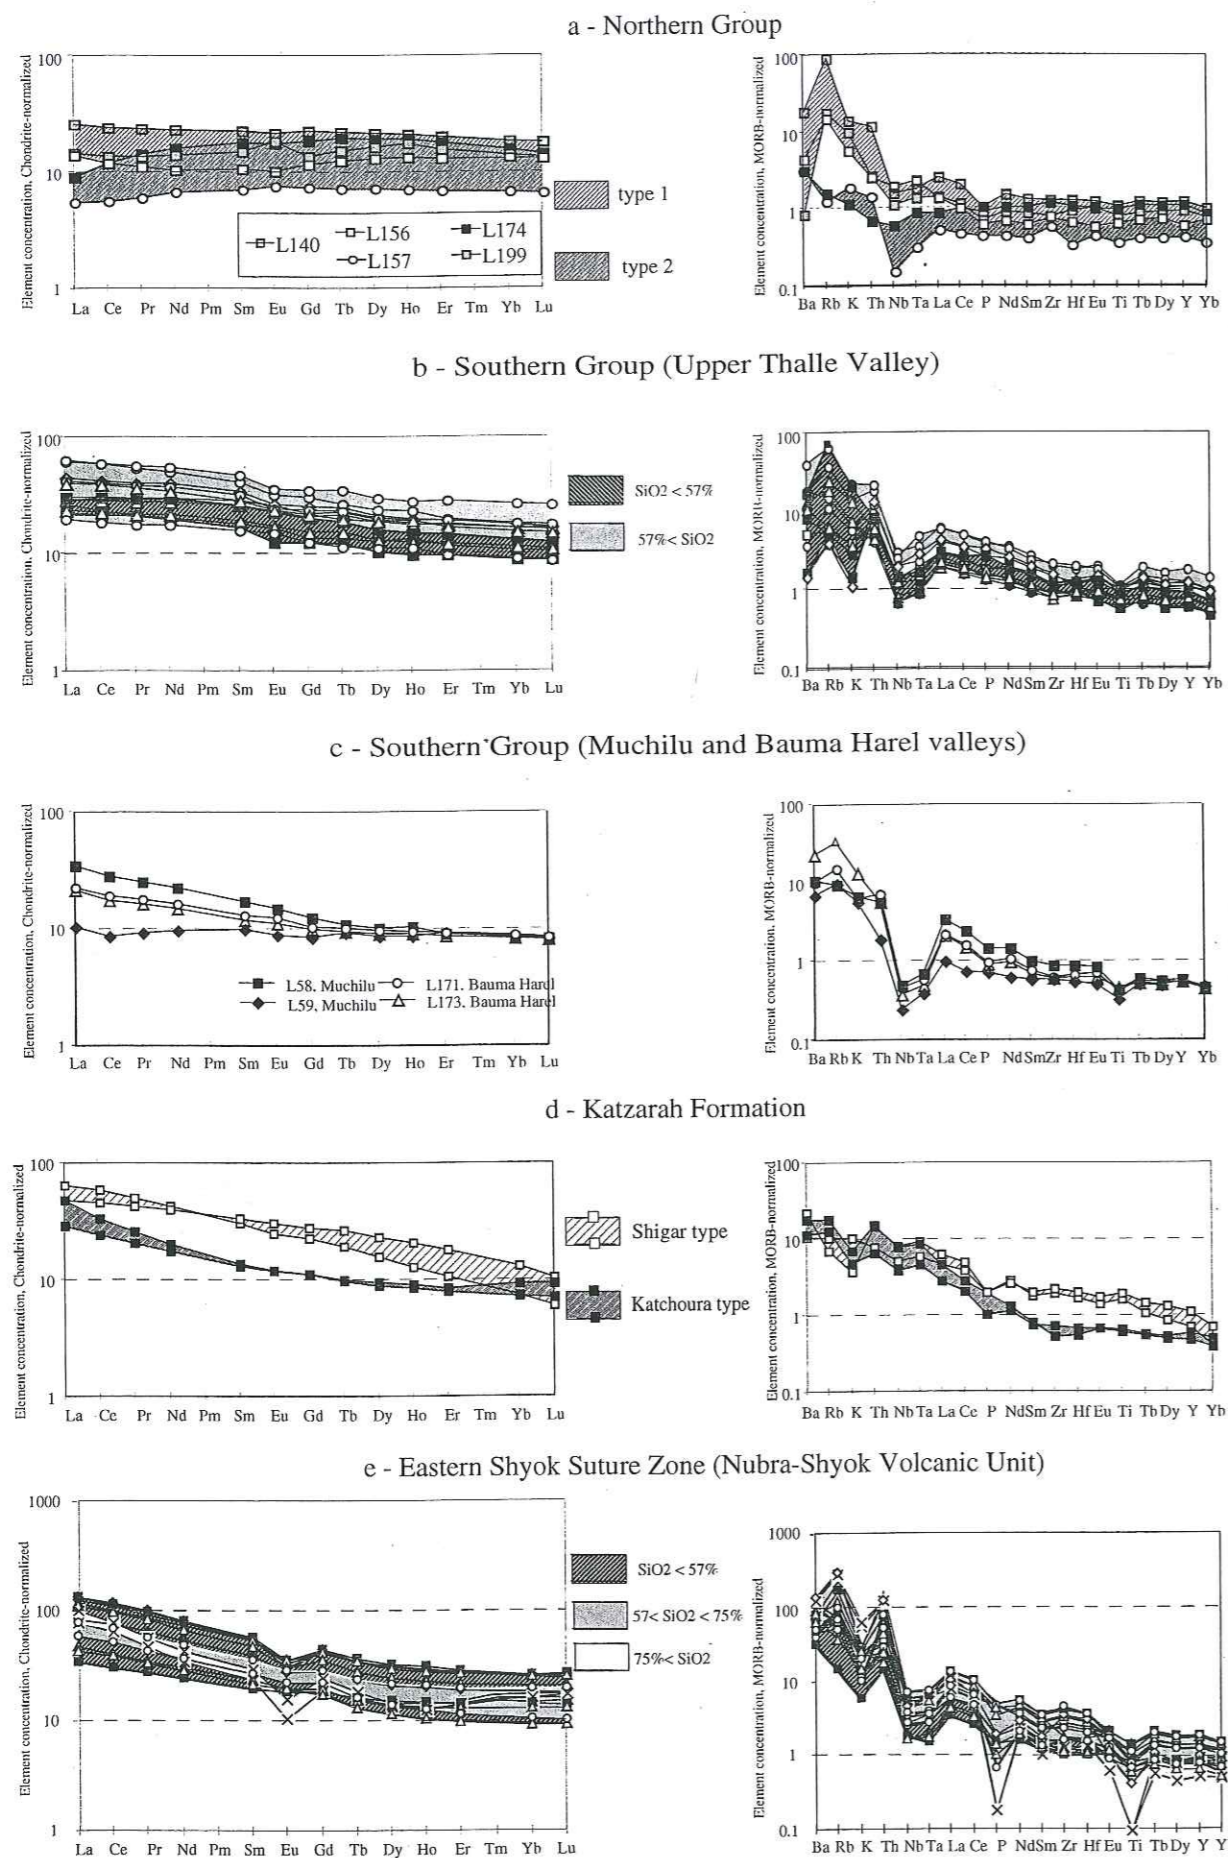 a - Northern Group
Element concentration, Chondrite-normalized
100
10
1
La Ce Pr Nd Pm Sm Eu Gd Tb Dy Ho Er Tm Yb Lu
L140 L156 L174
L157 L199
type 1
type 2
Element concentration, MORB-normalized
100
10
1
0.1
Ba Rb K Th Nb Ta La Ce P Nd Sm Zr Hf Eu Ti Tb Dy Y Yb
b - Southern Group (Upper Thalle Valley)
Element concentration, Chondrite-normalized
100
10
1
La Ce Pr Nd Pm Sm Eu Gd Tb Dy Ho Er Tm Yb Lu
SiO2 < 57%
57% < SiO2
Element concentration, MORB-normalized
100
10
1
0.1
Ba Rb K Th Nb Ta La Ce P Nd Sm Zr Hf Eu Ti Tb Dy Y Yb
c - Southern Group (Muchilu and Bauma Harel valleys)
Element concentration, Chondrite-normalized
100
10
1
L58. Muchilu L171. Bauma Harel
L59. Muchilu L173. Bauma Harel
La Ce Pr Nd Pm Sm Eu Gd Tb Dy Ho Er Tm Yb Lu
Element concentration, MORB-normalized
100
10
1
0.1
Ba Rb K Th Nb Ta La Ce P Nd Sm Zr Hf Eu Ti Tb Dy Y Yb
d - Katzarah Formation
Element concentration, Chondrite-normalized
100
10
1
La Ce Pr Nd Pm Sm Eu Gd Tb Dy Ho Er Tm Yb Lu
Shigar type
Katchoura type
Element concentration, MORB-normalized
100
10
1
0.1
Ba Rb K Th Nb Ta La Ce P Nd Sm Zr Hf Eu Ti Tb Dy Y Yb
e - Eastern Shyok Suture Zone (Nubra-Shyok Volcanic Unit)
Element concentration, Chondrite-normalized
1000
100
10
1
La Ce Pr Nd Pm Sm Eu Gd Tb Dy Ho Er Tm Yb Lu
SiO2 < 57%
57< SiO2 < 75%
75%< SiO2
Element concentration, MORB-normalized
1000
100
10
1
0.1
Ba Rb K Th Nb Ta La Ce P Nd Sm Zr Hf Eu Ti Tb Dy Y Y